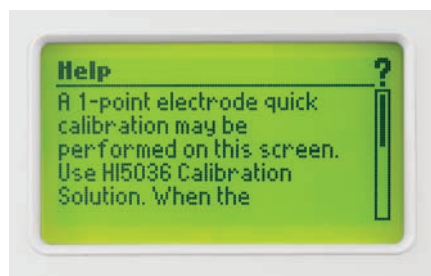 Help ?
A 1-point electrode quick
calibration may be
performed on this screen.
Use HI5036 Calibration
Solution. When the